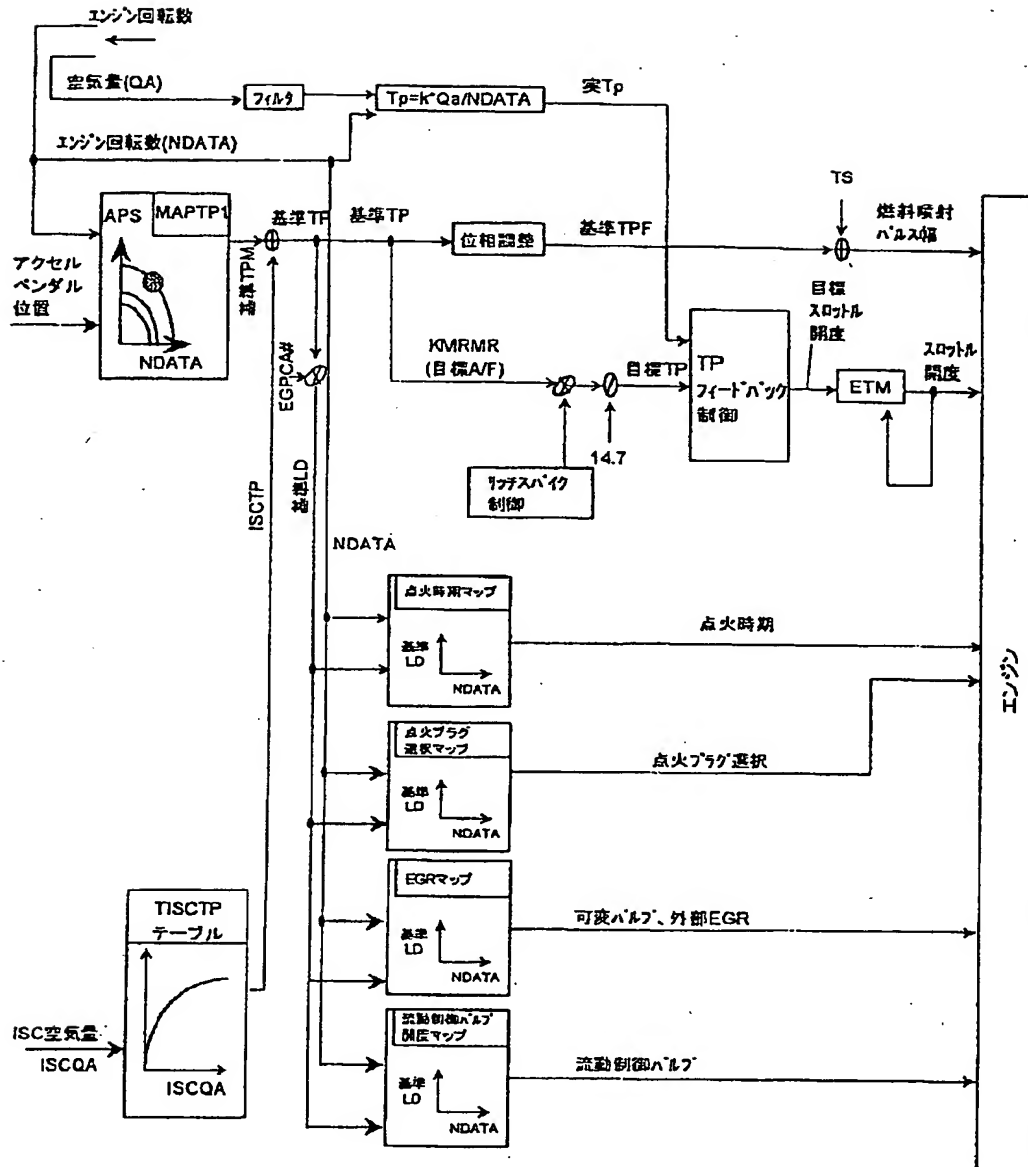 エンジン回転数
空気量(QA)
フィルタ
Tp=k*Qa/NDATA
実Tp
エンジン回転数(NDATA)
APS
MAPTP1
NDATA
アクセル
ペンダル
位置
基準TPM
基準TP
基準TP
位相調整
基準TPF
TS
燃料噴射
パルス幅
目標
スロットル
開度
KMRMR
(目標A/F)
目標TP
TP
フィードバック
制御
ETM
スロットル
開度
EGPCA#
14.7
リッチスパイク
制御
ISCTP
基準LD
NDATA
点火時期マップ
基準
LD
NDATA
点火時期
点火プラグ
選択マップ
基準
LD
NDATA
点火プラグ選択
EGRマップ
基準
LD
NDATA
可変バルブ、外部EGR
流動制御バルブ
開度マップ
基準
LD
NDATA
流動制御バルブ
TISCTP
テーブル
ISCQA
ISC空気量
ISCQA
エンジン